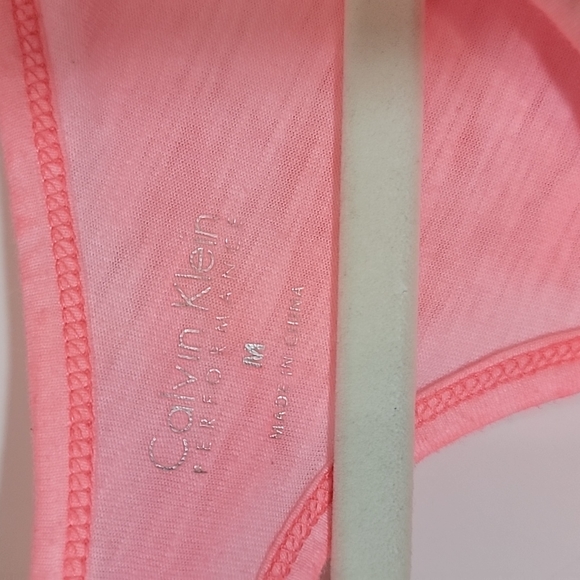 Calvin Klein
PERFORMANCE
M
MADE IN CHINA